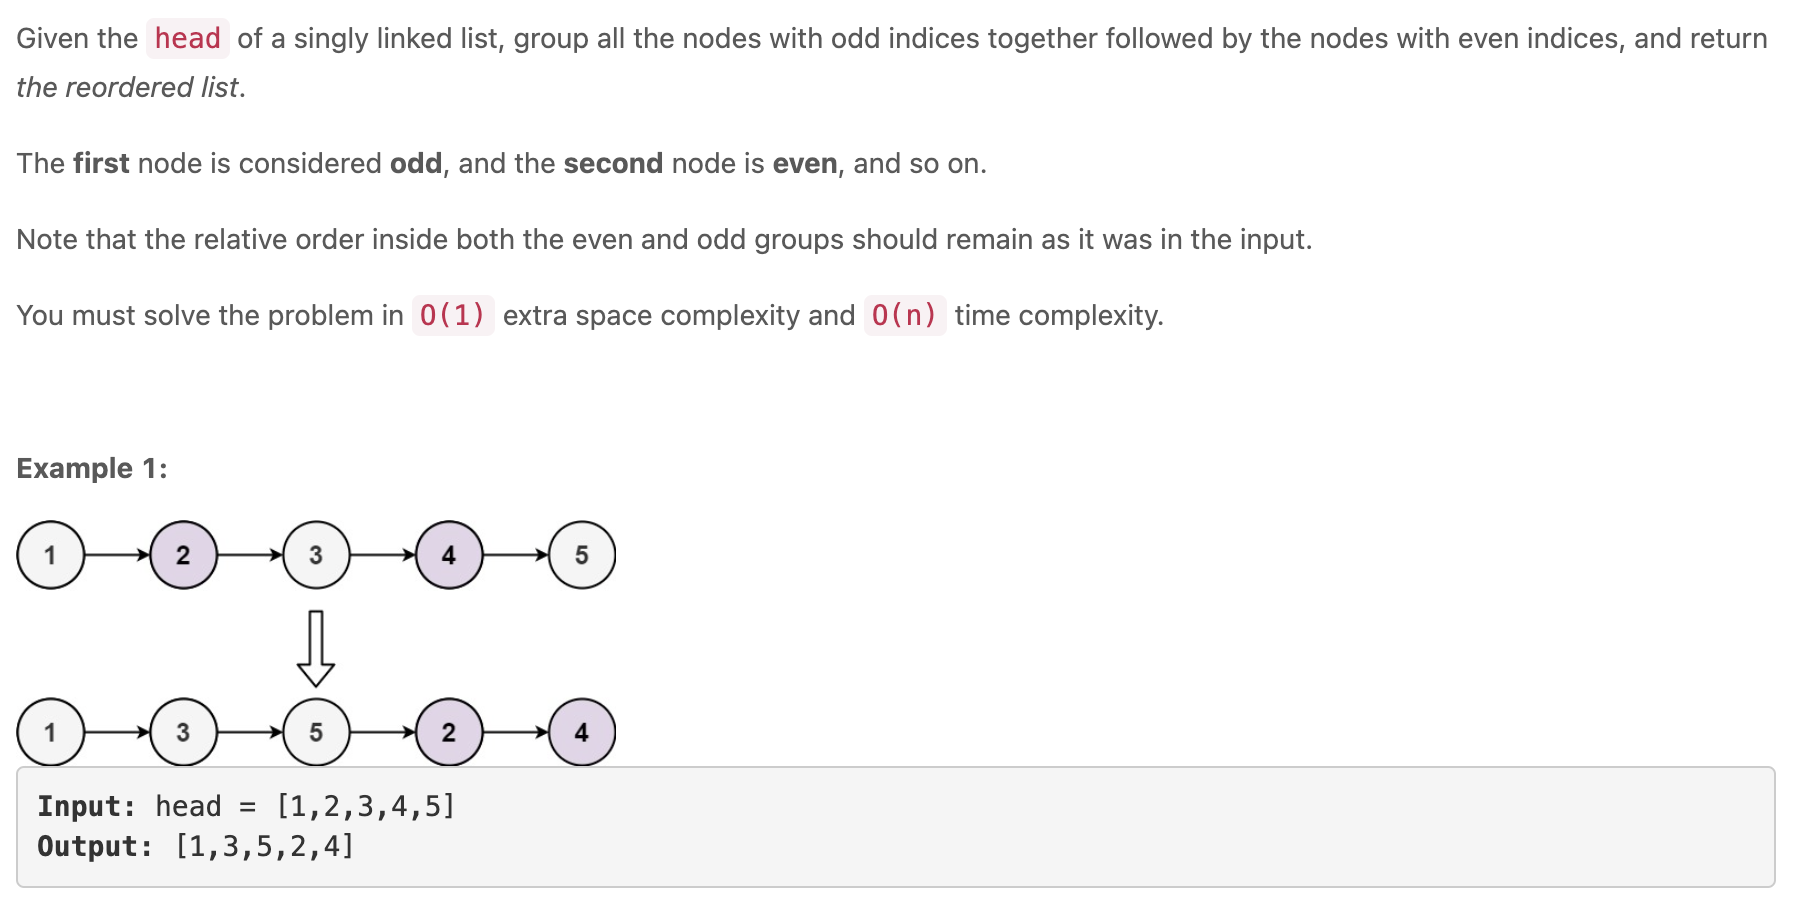 Given the head of a singly linked list, group all the nodes with odd indices together followed by the nodes with even indices, and return
the reordered list.
The first node is considered odd, and the second node is even, and so on.
Note that the relative order inside both the even and odd groups should remain as it was in the input.
You must solve the problem in O(1) extra space complexity and O(n) time complexity.
Example 1:
1 2 3 4 5
1 3 5 2 4
Input: head = [1,2,3,4,5]
Output: [1,3,5,2,4]